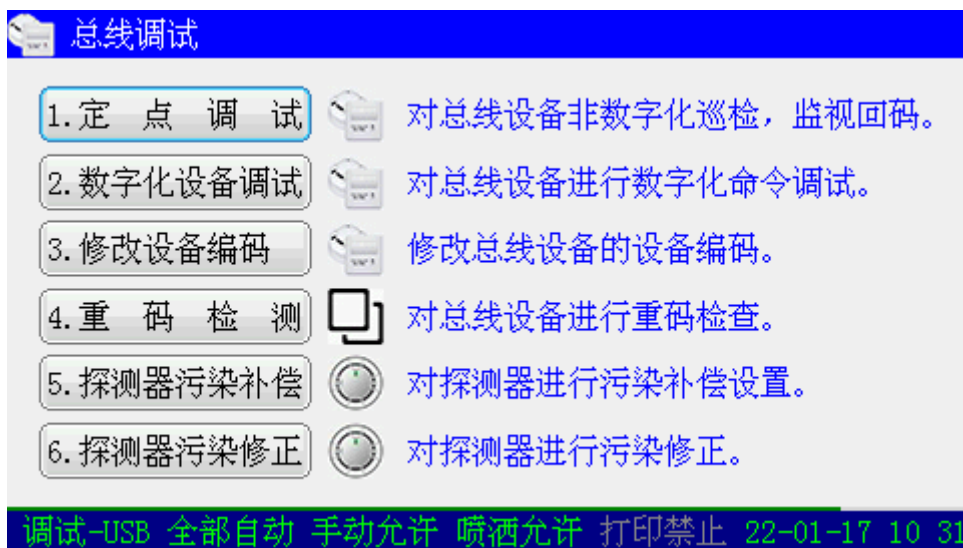 总线调试
1.定点调试 对总线设备非数字化巡检，监视回码。
2.数字化设备调试 对总线设备进行数字化命令调试。
3.修改设备编码 修改总线设备的设备编码。
4.重码检测 对总线设备进行重码检查。
5.探测器污染补偿 对探测器进行污染补偿设置。
6.探测器污染修正 对探测器进行污染修正。
调试-USB 全部自动 手动允许 喷洒允许 打印禁止 22-01-17 10 31